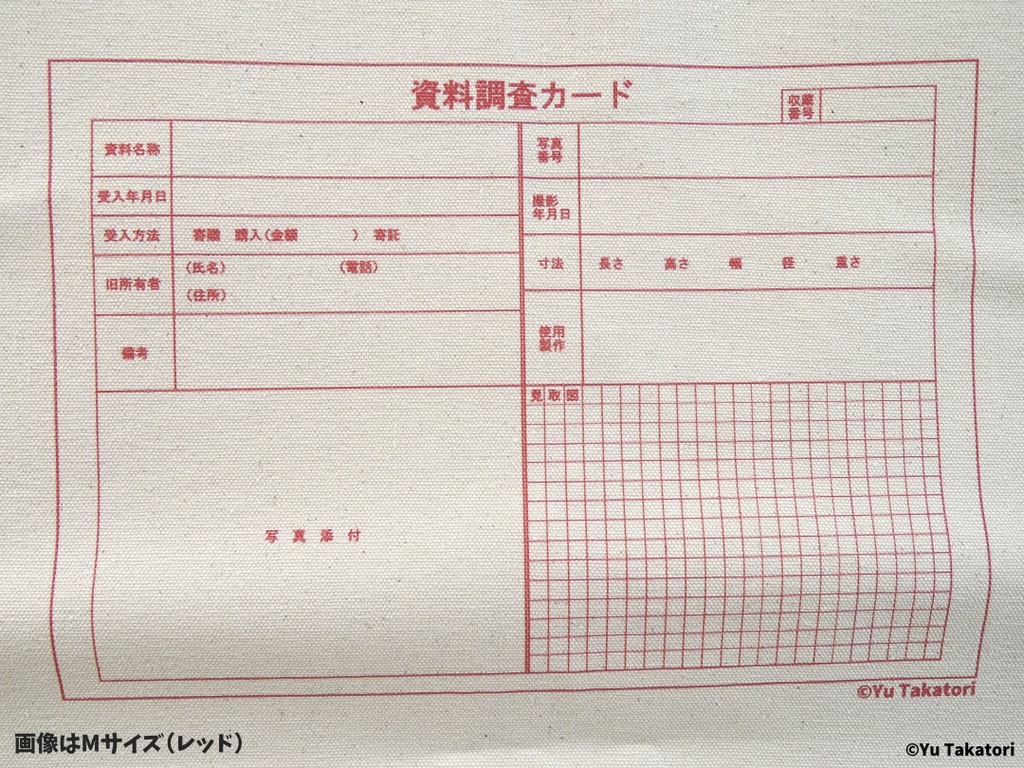 資料調査カード
収蔵
番号
資料名称
写真
番号
受入年月日
撮影
年月日
受入方法
寄贈 購入(金額 ) 寄託
寸法
長さ 高さ 幅 径 重さ
旧所有者
(氏名) (電話)
(住所)
備考
使用
製作
見取図
写真添付
©Yu Takatori
画像はMサイズ(レッド)
©Yu Takatori